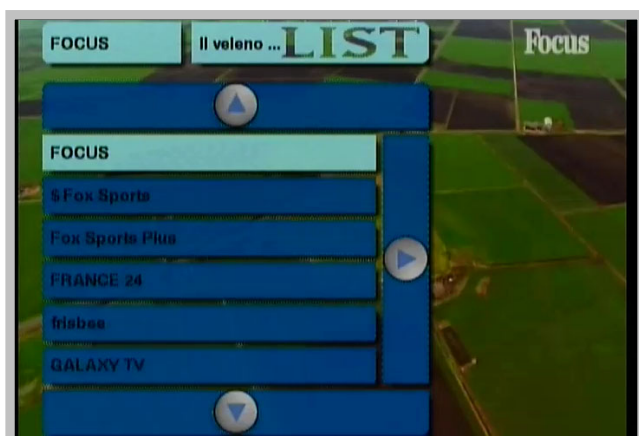 FOCUS
Il veleno ... LIST
Focus
FOCUS
$Fox Sports
Fox Sports Plus
FRANCE 24
frisbee
GALAXY TV